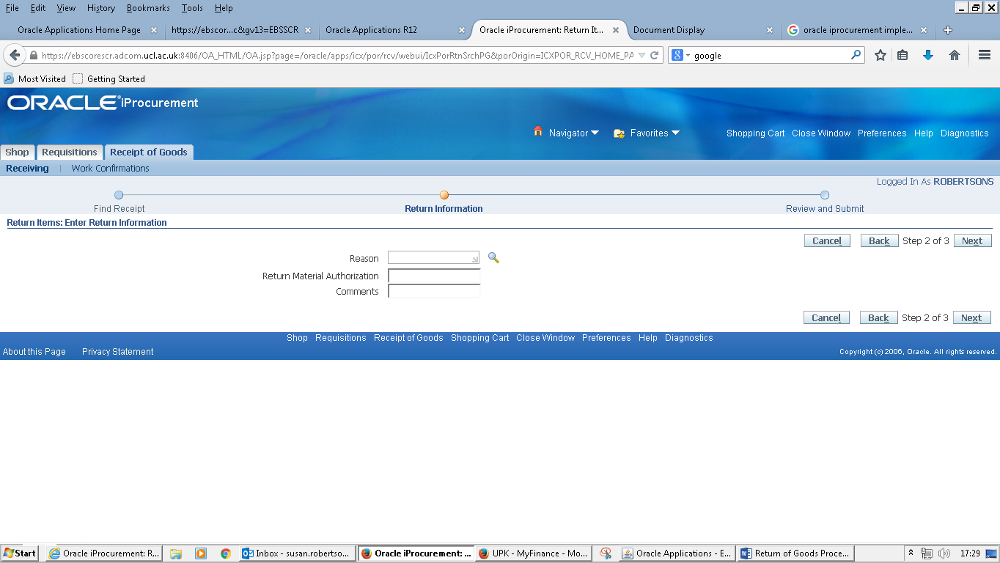 File Edit View History Bookmarks Tools Help
Oracle Applications Home Page https://ebscor...c&gv13=EBSSCR Oracle Applications R12 Oracle iProcurement: Return It... Document Display oracle iprocurement imple...
https://ebscorescr.adcom.ucl.ac.uk:8406/OA_HTML/OA.jsp?page=/oracle/apps/icx/por/rcv/webui/IcxPorRtnSrchPG&porOrigin=ICXPOR_RCV_HOME_PA google
Most Visited Getting Started
ORACLE iProcurement
Navigator Favorites Shopping Cart Close Window Preferences Help Diagnostics
Shop Requisitions Receipt of Goods
Receiving | Work Confirmations
Logged In As ROBERTSONS
Find Receipt Return Information Review and Submit
Return Items: Enter Return Information
Cancel Back Step 2 of 3 Next
Reason
Return Material Authorization
Comments
Cancel Back Step 2 of 3 Next
Shop Requisitions Receipt of Goods Shopping Cart Close Window Preferences Help Diagnostics
About this Page Privacy Statement Copyright (c) 2006, Oracle. All rights reserved.
Start Oracle iProcurement: R... Inbox - susan.robertso... Oracle iProcurement: ... UPK - MyFinance - Mo... Oracle Applications - E... Return of Goods Proce... 17:29